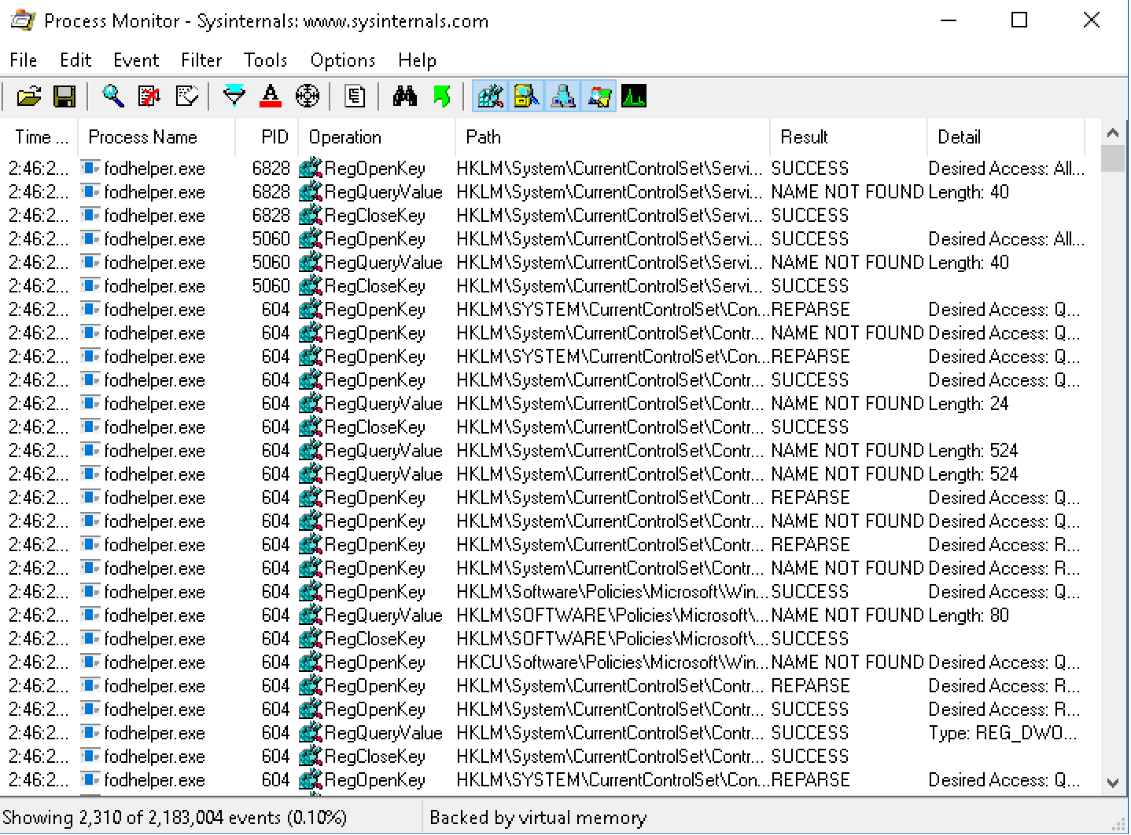 Process Monitor - Sysinternals: www.sysinternals.com
File Edit Event Filter Tools Options Help
Time ... Process Name PID Operation Path Result Detail
2:46:2... fodhelper.exe 6828 RegOpenKey HKLM\System\CurrentControlSet\Servi... SUCCESS Desired Access: All...
2:46:2... fodhelper.exe 6828 RegQueryValue HKLM\System\CurrentControlSet\Servi... NAME NOT FOUND Length: 40
2:46:2... fodhelper.exe 6828 RegCloseKey HKLM\System\CurrentControlSet\Servi... SUCCESS
2:46:2... fodhelper.exe 5060 RegOpenKey HKLM\System\CurrentControlSet\Servi... SUCCESS Desired Access: All...
2:46:2... fodhelper.exe 5060 RegQueryValue HKLM\System\CurrentControlSet\Servi... NAME NOT FOUND Length: 40
2:46:2... fodhelper.exe 5060 RegCloseKey HKLM\System\CurrentControlSet\Servi... SUCCESS
2:46:2... fodhelper.exe 604 RegOpenKey HKLM\SYSTEM\CurrentControlSet\Con... REPARSE Desired Access: Q...
2:46:2... fodhelper.exe 604 RegOpenKey HKLM\System\CurrentControlSet\Contr... NAME NOT FOUND Desired Access: Q...
2:46:2... fodhelper.exe 604 RegOpenKey HKLM\SYSTEM\CurrentControlSet\Con... REPARSE Desired Access: Q...
2:46:2... fodhelper.exe 604 RegOpenKey HKLM\System\CurrentControlSet\Contr... SUCCESS Desired Access: Q...
2:46:2... fodhelper.exe 604 RegQueryValue HKLM\System\CurrentControlSet\Contr... NAME NOT FOUND Length: 24
2:46:2... fodhelper.exe 604 RegCloseKey HKLM\System\CurrentControlSet\Contr... SUCCESS
2:46:2... fodhelper.exe 604 RegQueryValue HKLM\System\CurrentControlSet\Contr... NAME NOT FOUND Length: 524
2:46:2... fodhelper.exe 604 RegQueryValue HKLM\System\CurrentControlSet\Contr... NAME NOT FOUND Length: 524
2:46:2... fodhelper.exe 604 RegOpenKey HKLM\System\CurrentControlSet\Contr... REPARSE Desired Access: Q...
2:46:2... fodhelper.exe 604 RegOpenKey HKLM\System\CurrentControlSet\Contr... NAME NOT FOUND Desired Access: Q...
2:46:2... fodhelper.exe 604 RegOpenKey HKLM\System\CurrentControlSet\Contr... REPARSE Desired Access: R...
2:46:2... fodhelper.exe 604 RegOpenKey HKLM\System\CurrentControlSet\Contr... NAME NOT FOUND Desired Access: R...
2:46:2... fodhelper.exe 604 RegOpenKey HKLM\Software\Policies\Microsoft\Win... SUCCESS Desired Access: Q...
2:46:2... fodhelper.exe 604 RegQueryValue HKLM\SOFTWARE\Policies\Microsoft\... NAME NOT FOUND Length: 80
2:46:2... fodhelper.exe 604 RegCloseKey HKLM\SOFTWARE\Policies\Microsoft\... SUCCESS
2:46:2... fodhelper.exe 604 RegOpenKey HKCU\Software\Policies\Microsoft\Win... NAME NOT FOUND Desired Access: Q...
2:46:2... fodhelper.exe 604 RegOpenKey HKLM\System\CurrentControlSet\Contr... REPARSE Desired Access: R...
2:46:2... fodhelper.exe 604 RegOpenKey HKLM\System\CurrentControlSet\Contr... SUCCESS Desired Access: R...
2:46:2... fodhelper.exe 604 RegQueryValue HKLM\System\CurrentControlSet\Contr... SUCCESS Type: REG_DWO...
2:46:2... fodhelper.exe 604 RegCloseKey HKLM\System\CurrentControlSet\Contr... SUCCESS
2:46:2... fodhelper.exe 604 RegOpenKey HKLM\SYSTEM\CurrentControlSet\Con... REPARSE Desired Access: Q...
Showing 2,310 of 2,183,004 events (0.10%) Backed by virtual memory